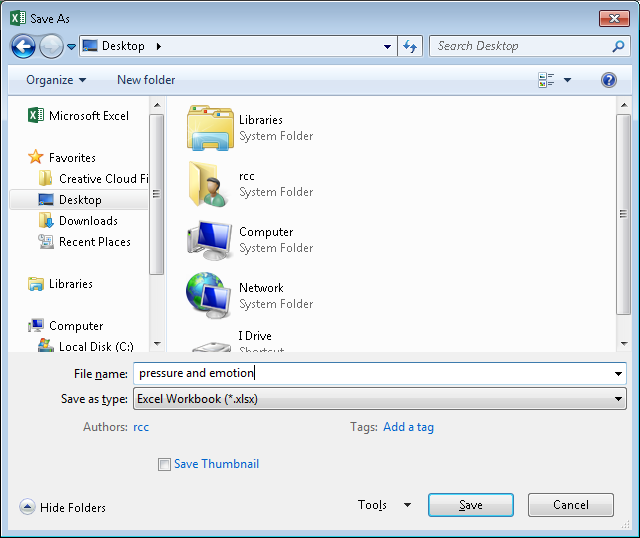 Save As
Desktop
Search Desktop
Organize
New folder
Microsoft Excel
Favorites
Creative Cloud Fi
Desktop
Downloads
Recent Places
Libraries
Computer
Local Disk (C:)
Libraries
System Folder
rcc
System Folder
Computer
System Folder
Network
System Folder
I Drive
Shortcut
File name: pressure and emotion
Save as type: Excel Workbook (*.xlsx)
Authors: rcc Tags: Add a tag
Save Thumbnail
Hide Folders Tools Save Cancel